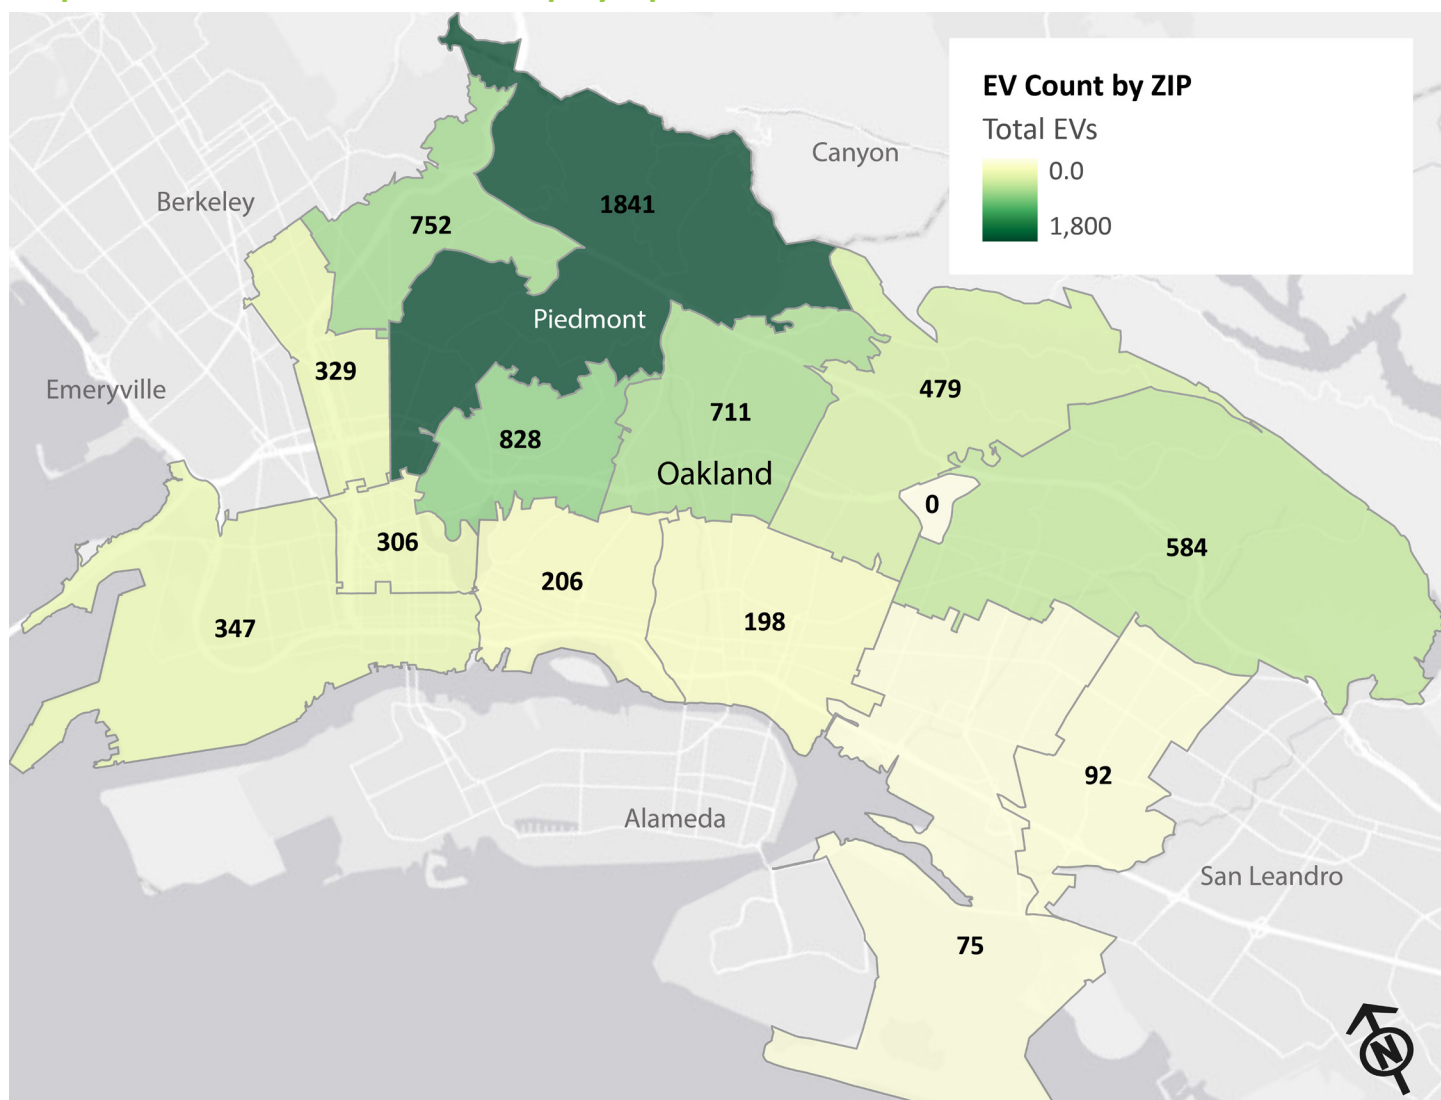 EV Count by ZIP
Total EVs
0.0
1,800
Canyon
Berkeley
1841
752
Piedmont
329
Emeryville
479
711
828
Oakland
0
306
584
206
347
198
92
Alameda
San Leandro
75
N